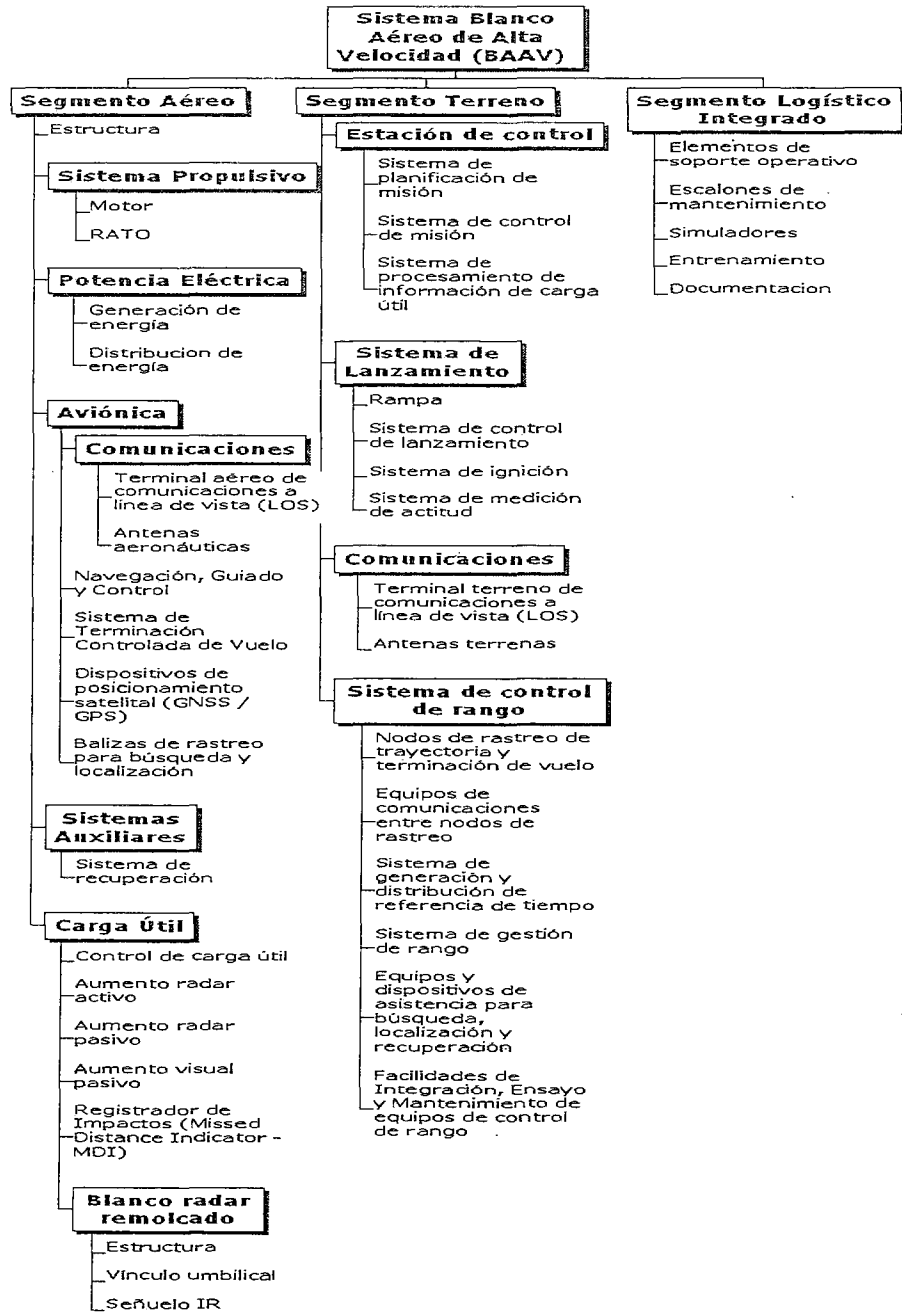 Sistema Blanco
Aéreo de Alta
Velocidad (BAAV)
Segmento Aéreo
Estructura
Sistema Propulsivo
Motor
RATO
Potencia Eléctrica
Generación de
energía
Distribucion de
energía
Aviónica
Comunicaciones
Terminal aéreo de
comunicaciones a
línea de vista (LOS)
Antenas
aeronáuticas
Navegación, Guiado
y Control
Sistema de
Terminación
Controlada de Vuelo
Dispositivos de
posicionamiento
satelital (GNSS /
GPS)
Balizas de rastreo
para búsqueda y
localización
Sistemas
Auxiliares
Sistema de
recuperación
Carga Útil
Control de carga útil
Aumento radar
activo
Aumento radar
pasivo
Aumento visual
pasivo
Registrador de
Impactos (Missed
Distance Indicator -
MDI)
Blanco radar
remolcado
Estructura
Vínculo umbilical
Señuelo IR
Segmento Terreno
Estación de control
Sistema de
planificación de
misión
Sistema de control
de misión
Sistema de
procesamiento de
información de carga
útil
Sistema de
Lanzamiento
Rampa
Sistema de control
de lanzamiento
Sistema de ignición
Sistema de medición
de actitud
Comunicaciones
Terminal terreno de
comunicaciones a
línea de vista (LOS)
Antenas terrenas
Sistema de control
de rango
Nodos de rastreo de
trayectoria y
terminación de vuelo
Equipos de
comunicaciones
entre nodos de
rastreo
Sistema de
generación y
distribución de
referencia de tiempo
Sistema de gestión
de rango
Equipos y
dispositivos de
asistencia para
búsqueda,
localización y
recuperación
Facilidades de
Integración, Ensayo
y Mantenimiento de
equipos de control
de rango
Segmento Logístico
Integrado
Elementos de
soporte operativo
Escalones de
mantenimiento
Simuladores
Entrenamiento
Documentacion